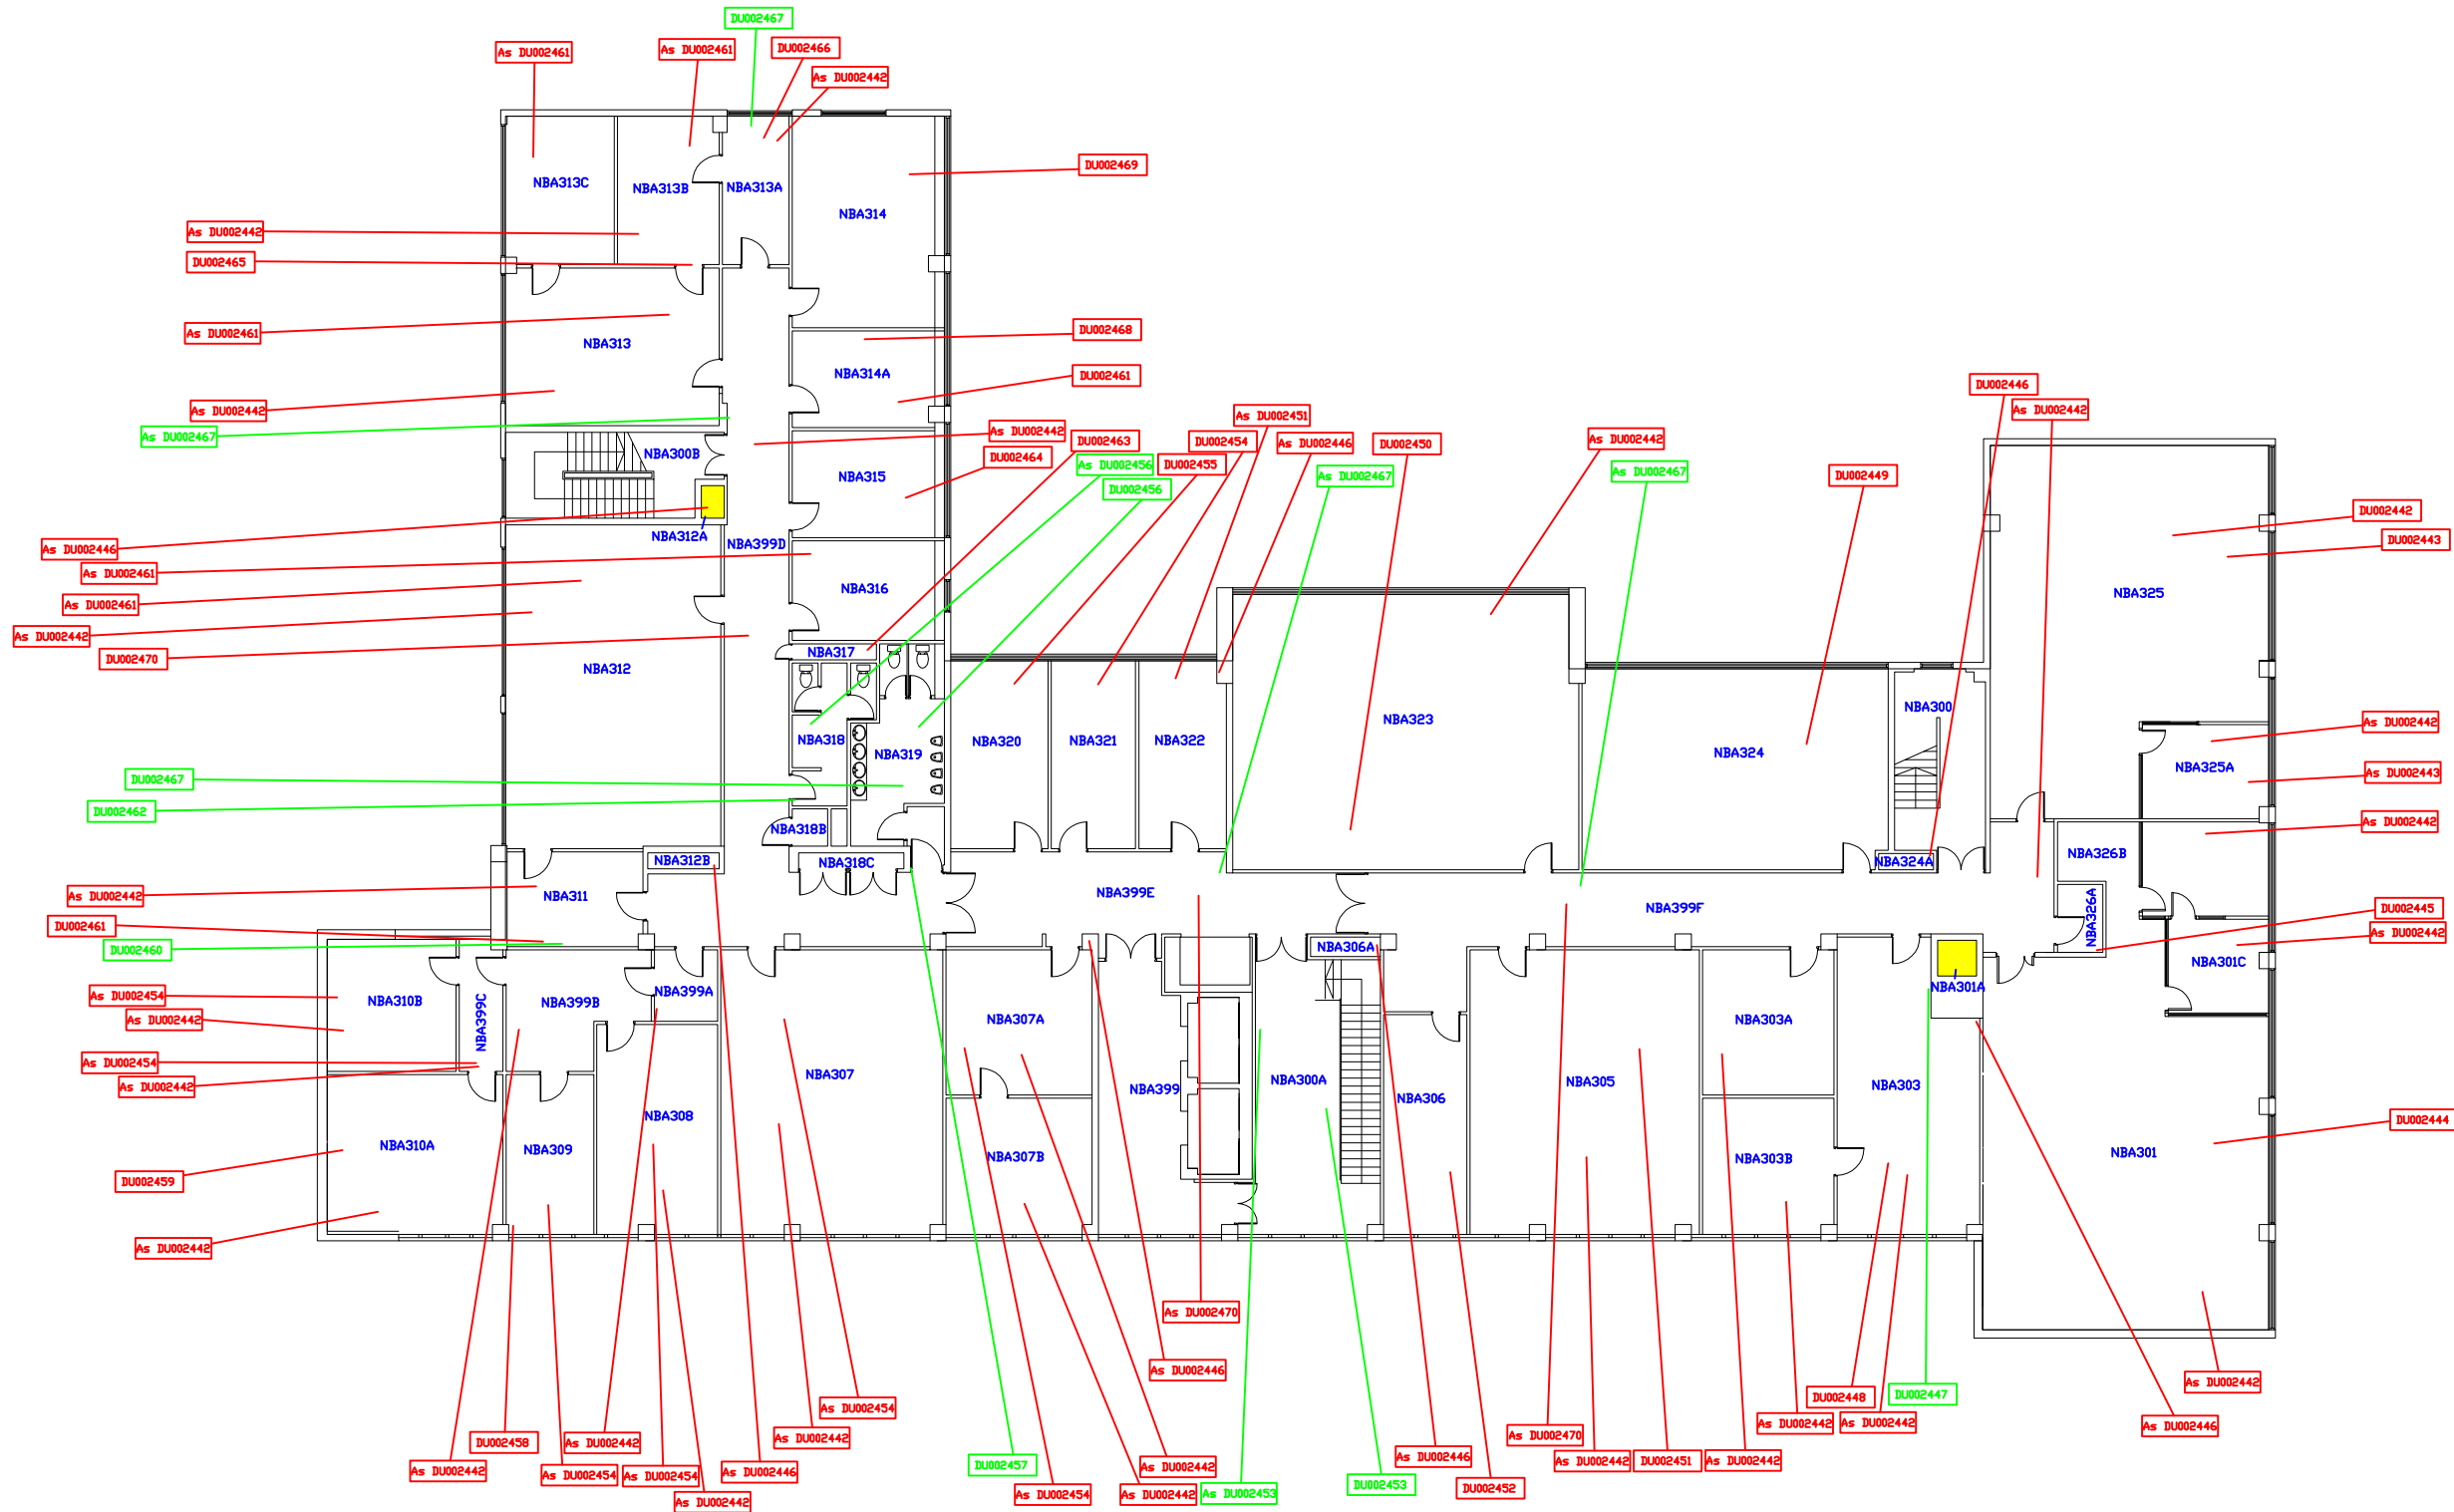 DU002467
As DU002461
As DU002461
DU002466
As DU002442
DU002469
NBA313C
NBA313B
NBA313A
NBA314
As DU002442
DU002465
As DU002461
NBA313
DU002468
NBA314A
DU002461
As DU002442
As DU002467
As DU002442
DU002463
DU002464
NBA300B
NBA315
As DU002456
DU002456
DU002454
DU002455
As DU002451
As DU002446
DU002450
As DU002467
As DU002442
As DU002467
DU002449
DU002446
As DU002442
DU002442
DU002443
As DU002446
NBA312A
NBA399D
As DU002461
As DU002461
NBA316
As DU002442
DU002470
NBA312
NBA317
NBA325
NBA318
NBA319
NBA320
NBA321
NBA322
NBA323
NBA324
NBA300
As DU002442
NBA325A
As DU002443
DU002467
DU002462
NBA318B
As DU002442
NBA312B
NBA318C
NBA324A
NBA326B
As DU002442
NBA311
NBA399E
NBA399F
NBA326A
DU002445
DU002461
DU002460
NBA306A
As DU002442
NBA301C
As DU002454
NBA310B
NBA399C
NBA399B
NBA399A
NBA301A
As DU002442
NBA307A
NBA303A
As DU002454
As DU002442
NBA307
NBA399
NBA300A
NBA306
NBA305
NBA303
NBA308
NBA310A
NBA309
NBA307B
NBA303B
NBA301
DU002444
DU002459
As DU002442
As DU002470
As DU002446
As DU002442
As DU002454
DU002448
DU002447
As DU002442
As DU002442
As DU002446
DU002458
As DU002442
As DU002442
As DU002470
As DU002442
As DU002454
As DU002454
As DU002446
As DU002442
DU002457
As DU002454
As DU002442
As DU002442
As DU002453
DU002453
As DU002446
DU002452
As DU002442
DU002451
As DU002442